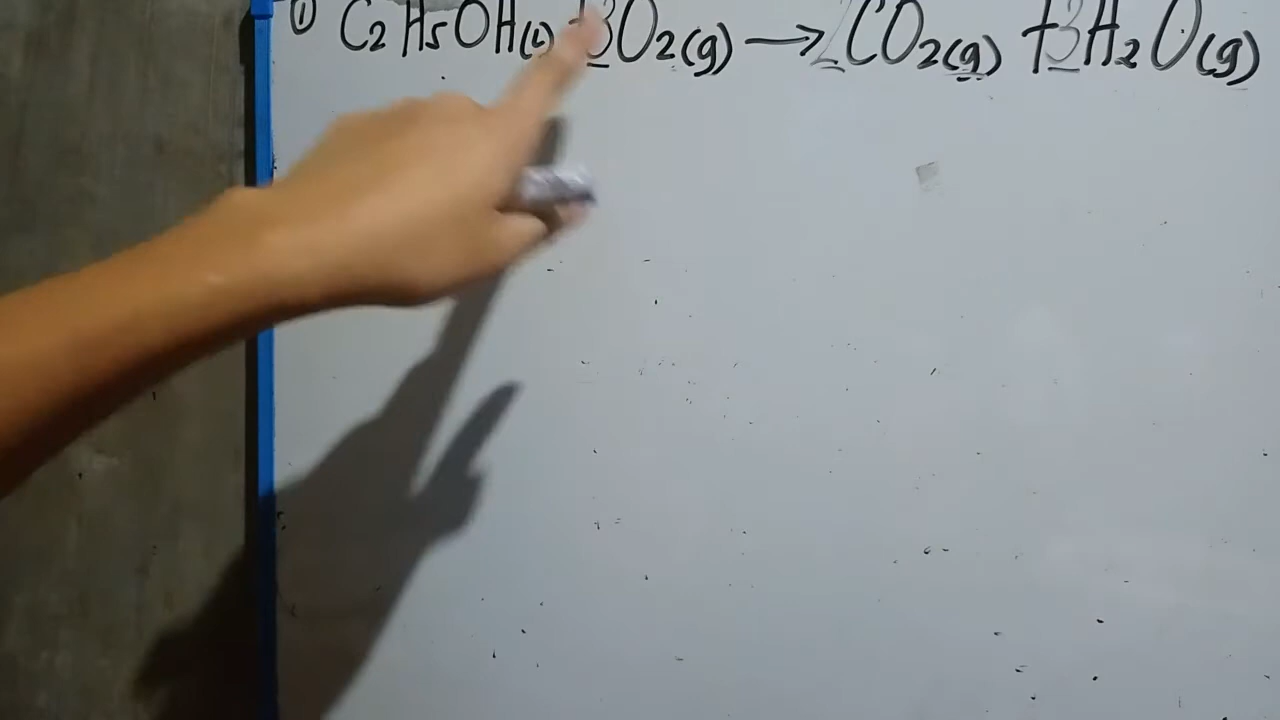 ① C₂H₅OH(l) + 3O₂(g) → 2CO₂(g) + 3H₂O(g)